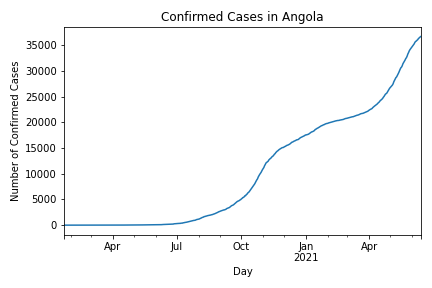 Confirmed Cases in Angola
Number of Confirmed Cases
35000
30000
25000
20000
15000
10000
5000
0
Apr Jul Oct Jan Apr
2021
Day